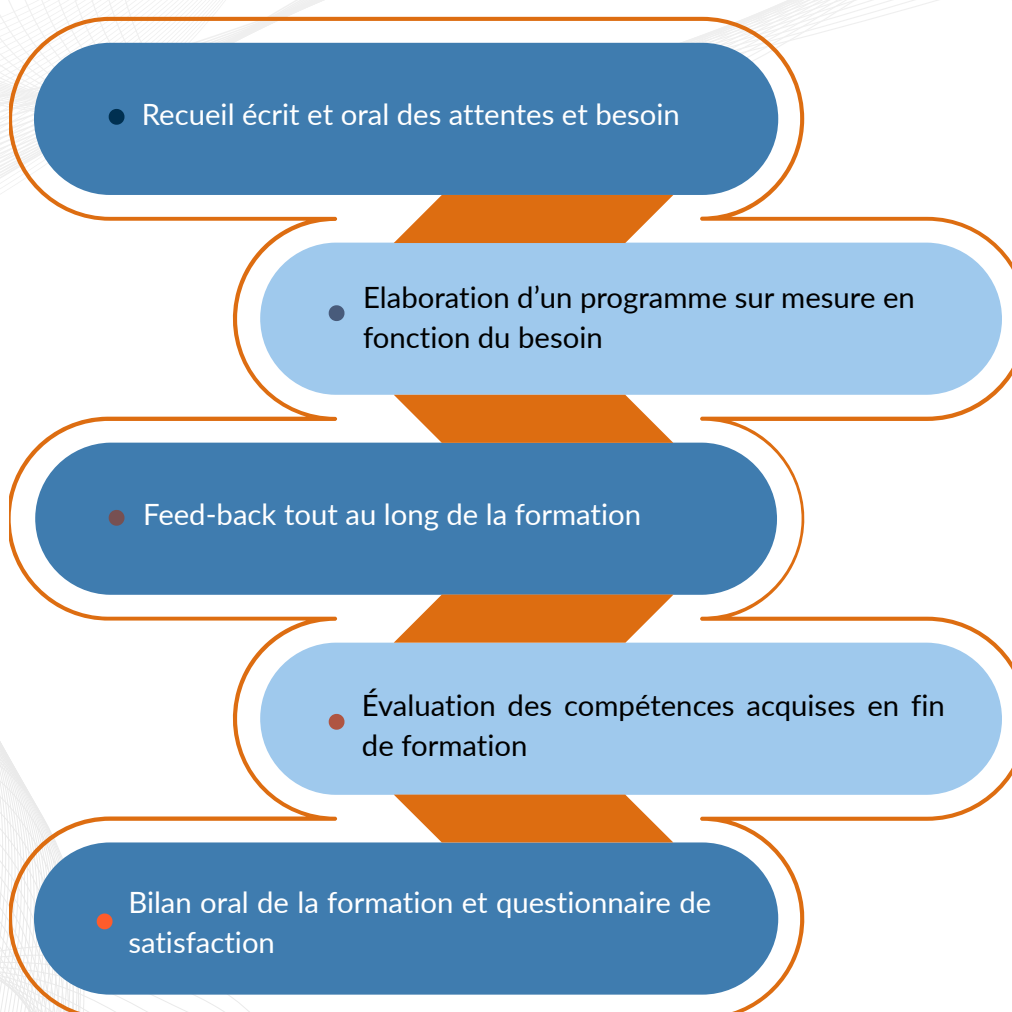 Recueil écrit et oral des attentes et besoin
Elaboration d’un programme sur mesure en
fonction du besoin
Feed-back tout au long de la formation
Évaluation des compétences acquises en fin
de formation
Bilan oral de la formation et questionnaire de
satisfaction